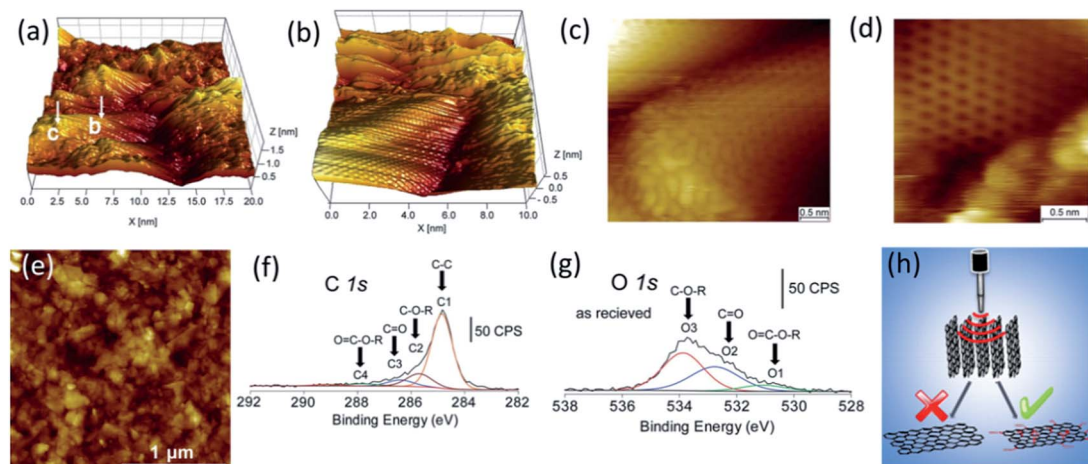 (a)
c
b
Z [nm]
1.5
1.0
0.5
0.0 2.5 5.0 7.5 10.0 12.5 15.0 17.5 20.0
X [nm]
(b)
Z [nm]
0.5
0.0
- 0.5
0.0 2.0 4.0 6.0 8.0 10.0
X [nm]
(c)
0.5 nm
(d)
0.5 nm
(e)
1 µm
(f)
C 1s
C-C
C1
C-O-R
C2
C=O
C3
O=C-O-R
C4
50 CPS
292 290 288 286 284 282
Binding Energy (eV)
(g)
O 1s
as recieved
50 CPS
C-O-R
O3
C=O
O2
O=C-O-R
O1
538 536 534 532 530 528
Binding Energy (eV)
(h)